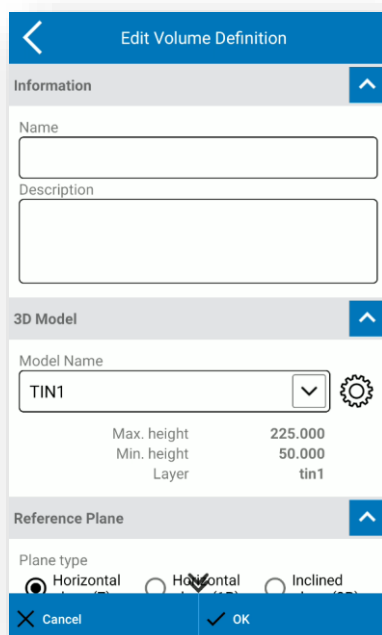 Edit Volume Definition
Information
Name
Description
3D Model
Model Name
TIN1
Max. height 225.000
Min. height 50.000
Layer tin1
Reference Plane
Plane type
Horizontal Horizontal Inclined
Cancel OK